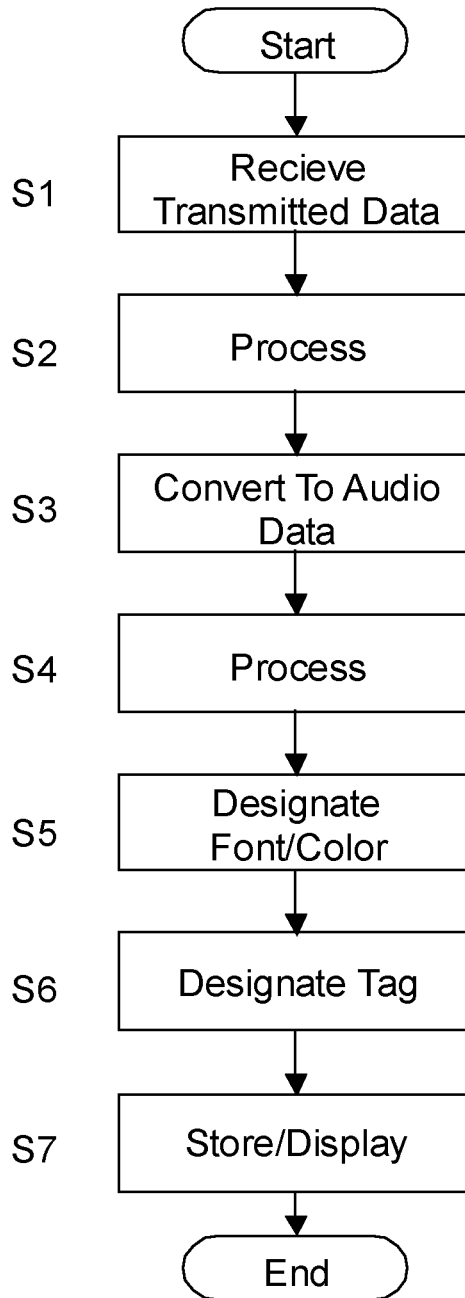 Start
S1
Recieve
Transmitted Data
S2
Process
S3
Convert To Audio
Data
S4
Process
S5
Designate
Font/Color
S6
Designate Tag
S7
Store/Display
End